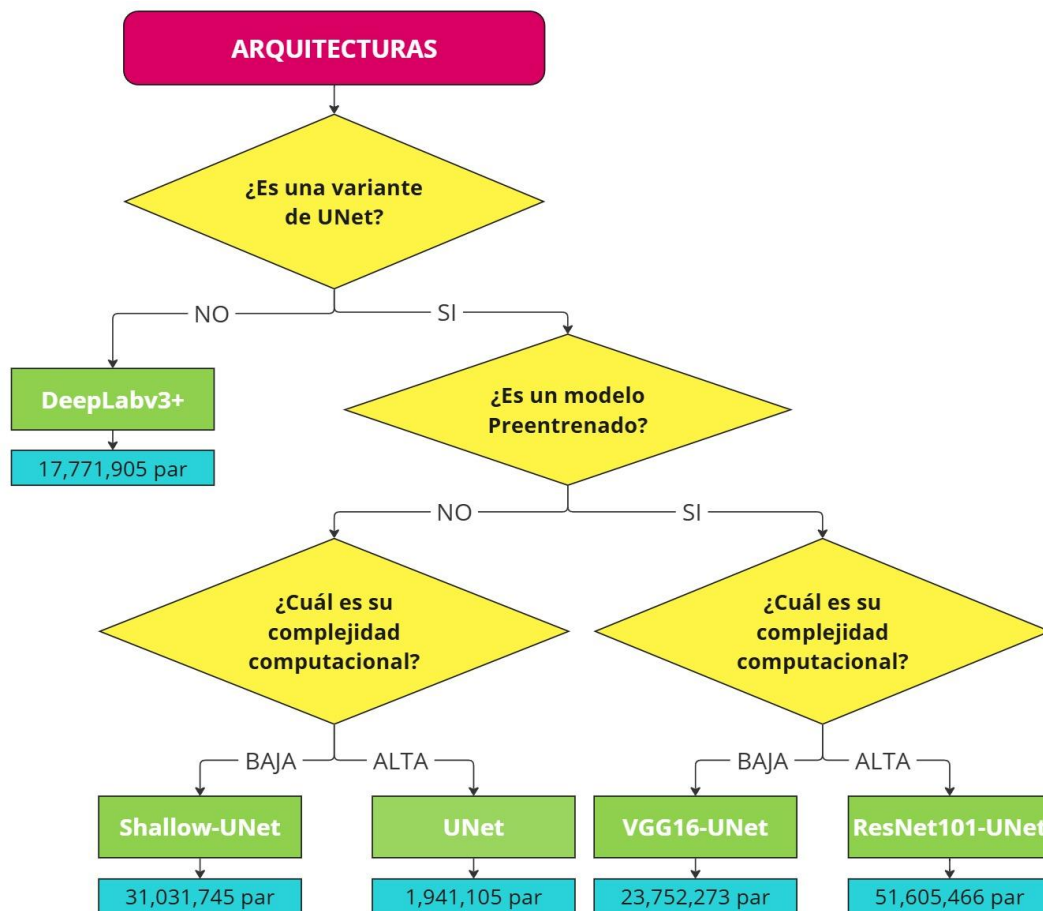 ARQUITECTURAS
¿Es una variante
de UNet?
NO
SI
DeepLabv3+
17,771,905 par
¿Es un modelo
Preentrenado?
NO
SI
¿Cuál es su
complejidad
computacional?
¿Cuál es su
complejidad
computacional?
BAJA
ALTA
BAJA
ALTA
Shallow-UNet
UNet
VGG16-UNet
ResNet101-UNet
31,031,745 par
1,941,105 par
23,752,273 par
51,605,466 par